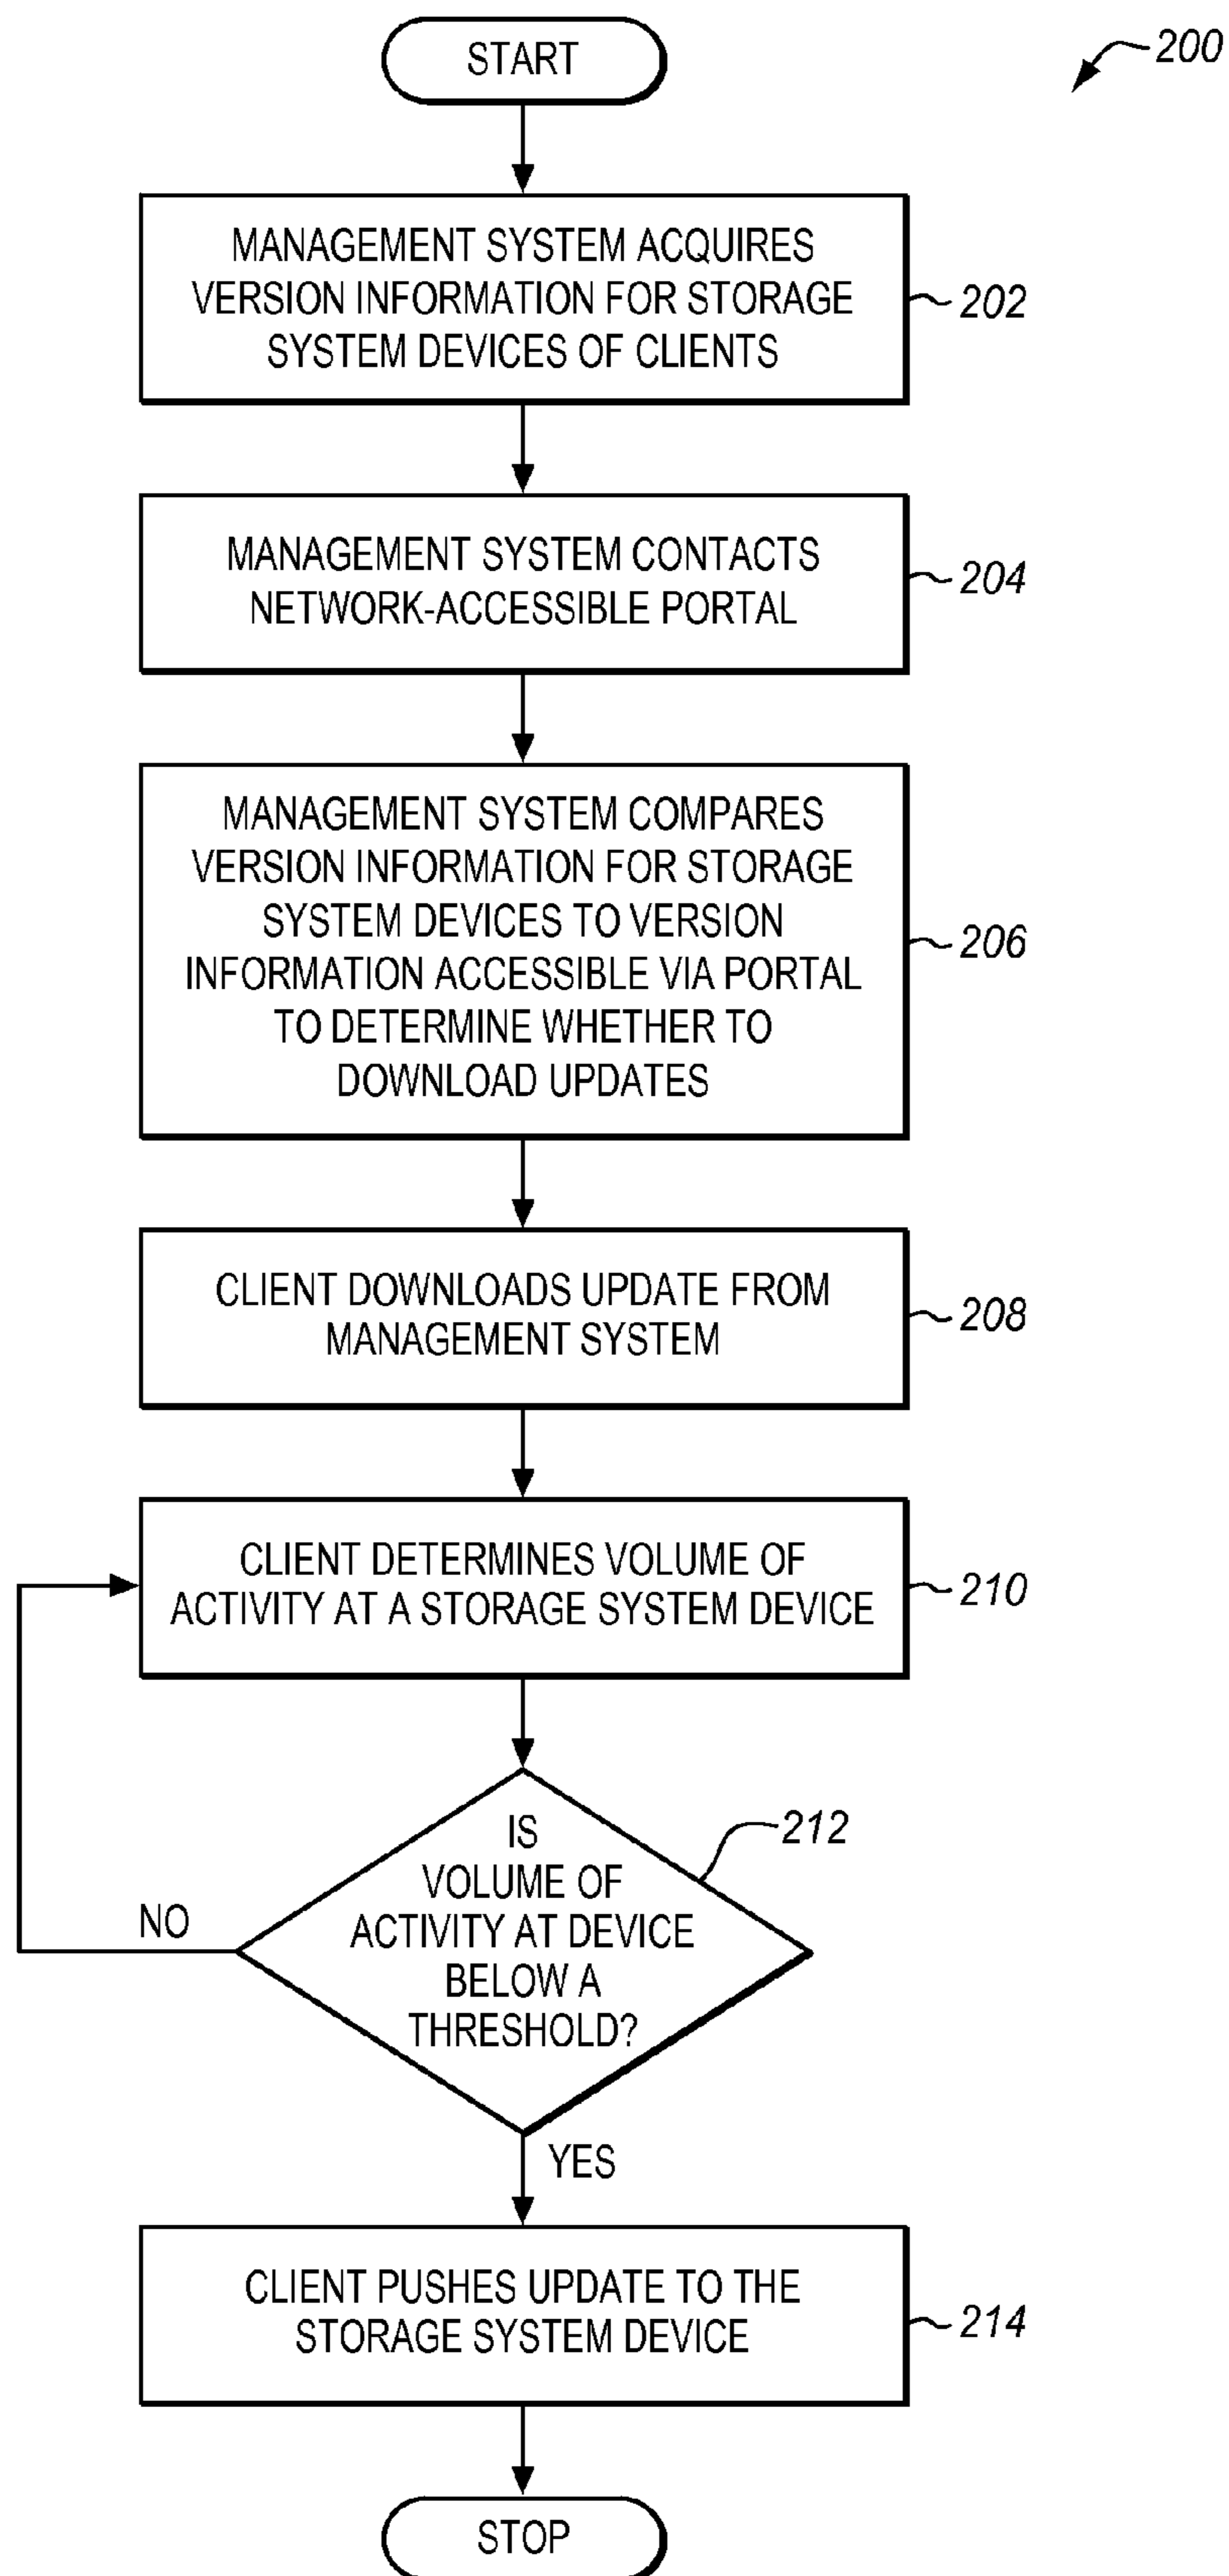 START
200
MANAGEMENT SYSTEM ACQUIRES
VERSION INFORMATION FOR STORAGE
SYSTEM DEVICES OF CLIENTS
202
MANAGEMENT SYSTEM CONTACTS
NETWORK-ACCESSIBLE PORTAL
204
MANAGEMENT SYSTEM COMPARES
VERSION INFORMATION FOR STORAGE
SYSTEM DEVICES TO VERSION
INFORMATION ACCESSIBLE VIA PORTAL
TO DETERMINE WHETHER TO
DOWNLOAD UPDATES
206
CLIENT DOWNLOADS UPDATE FROM
MANAGEMENT SYSTEM
208
CLIENT DETERMINES VOLUME OF
ACTIVITY AT A STORAGE SYSTEM DEVICE
210
IS
VOLUME OF
ACTIVITY AT DEVICE
BELOW A
THRESHOLD?
212
NO
YES
CLIENT PUSHES UPDATE TO THE
STORAGE SYSTEM DEVICE
214
STOP